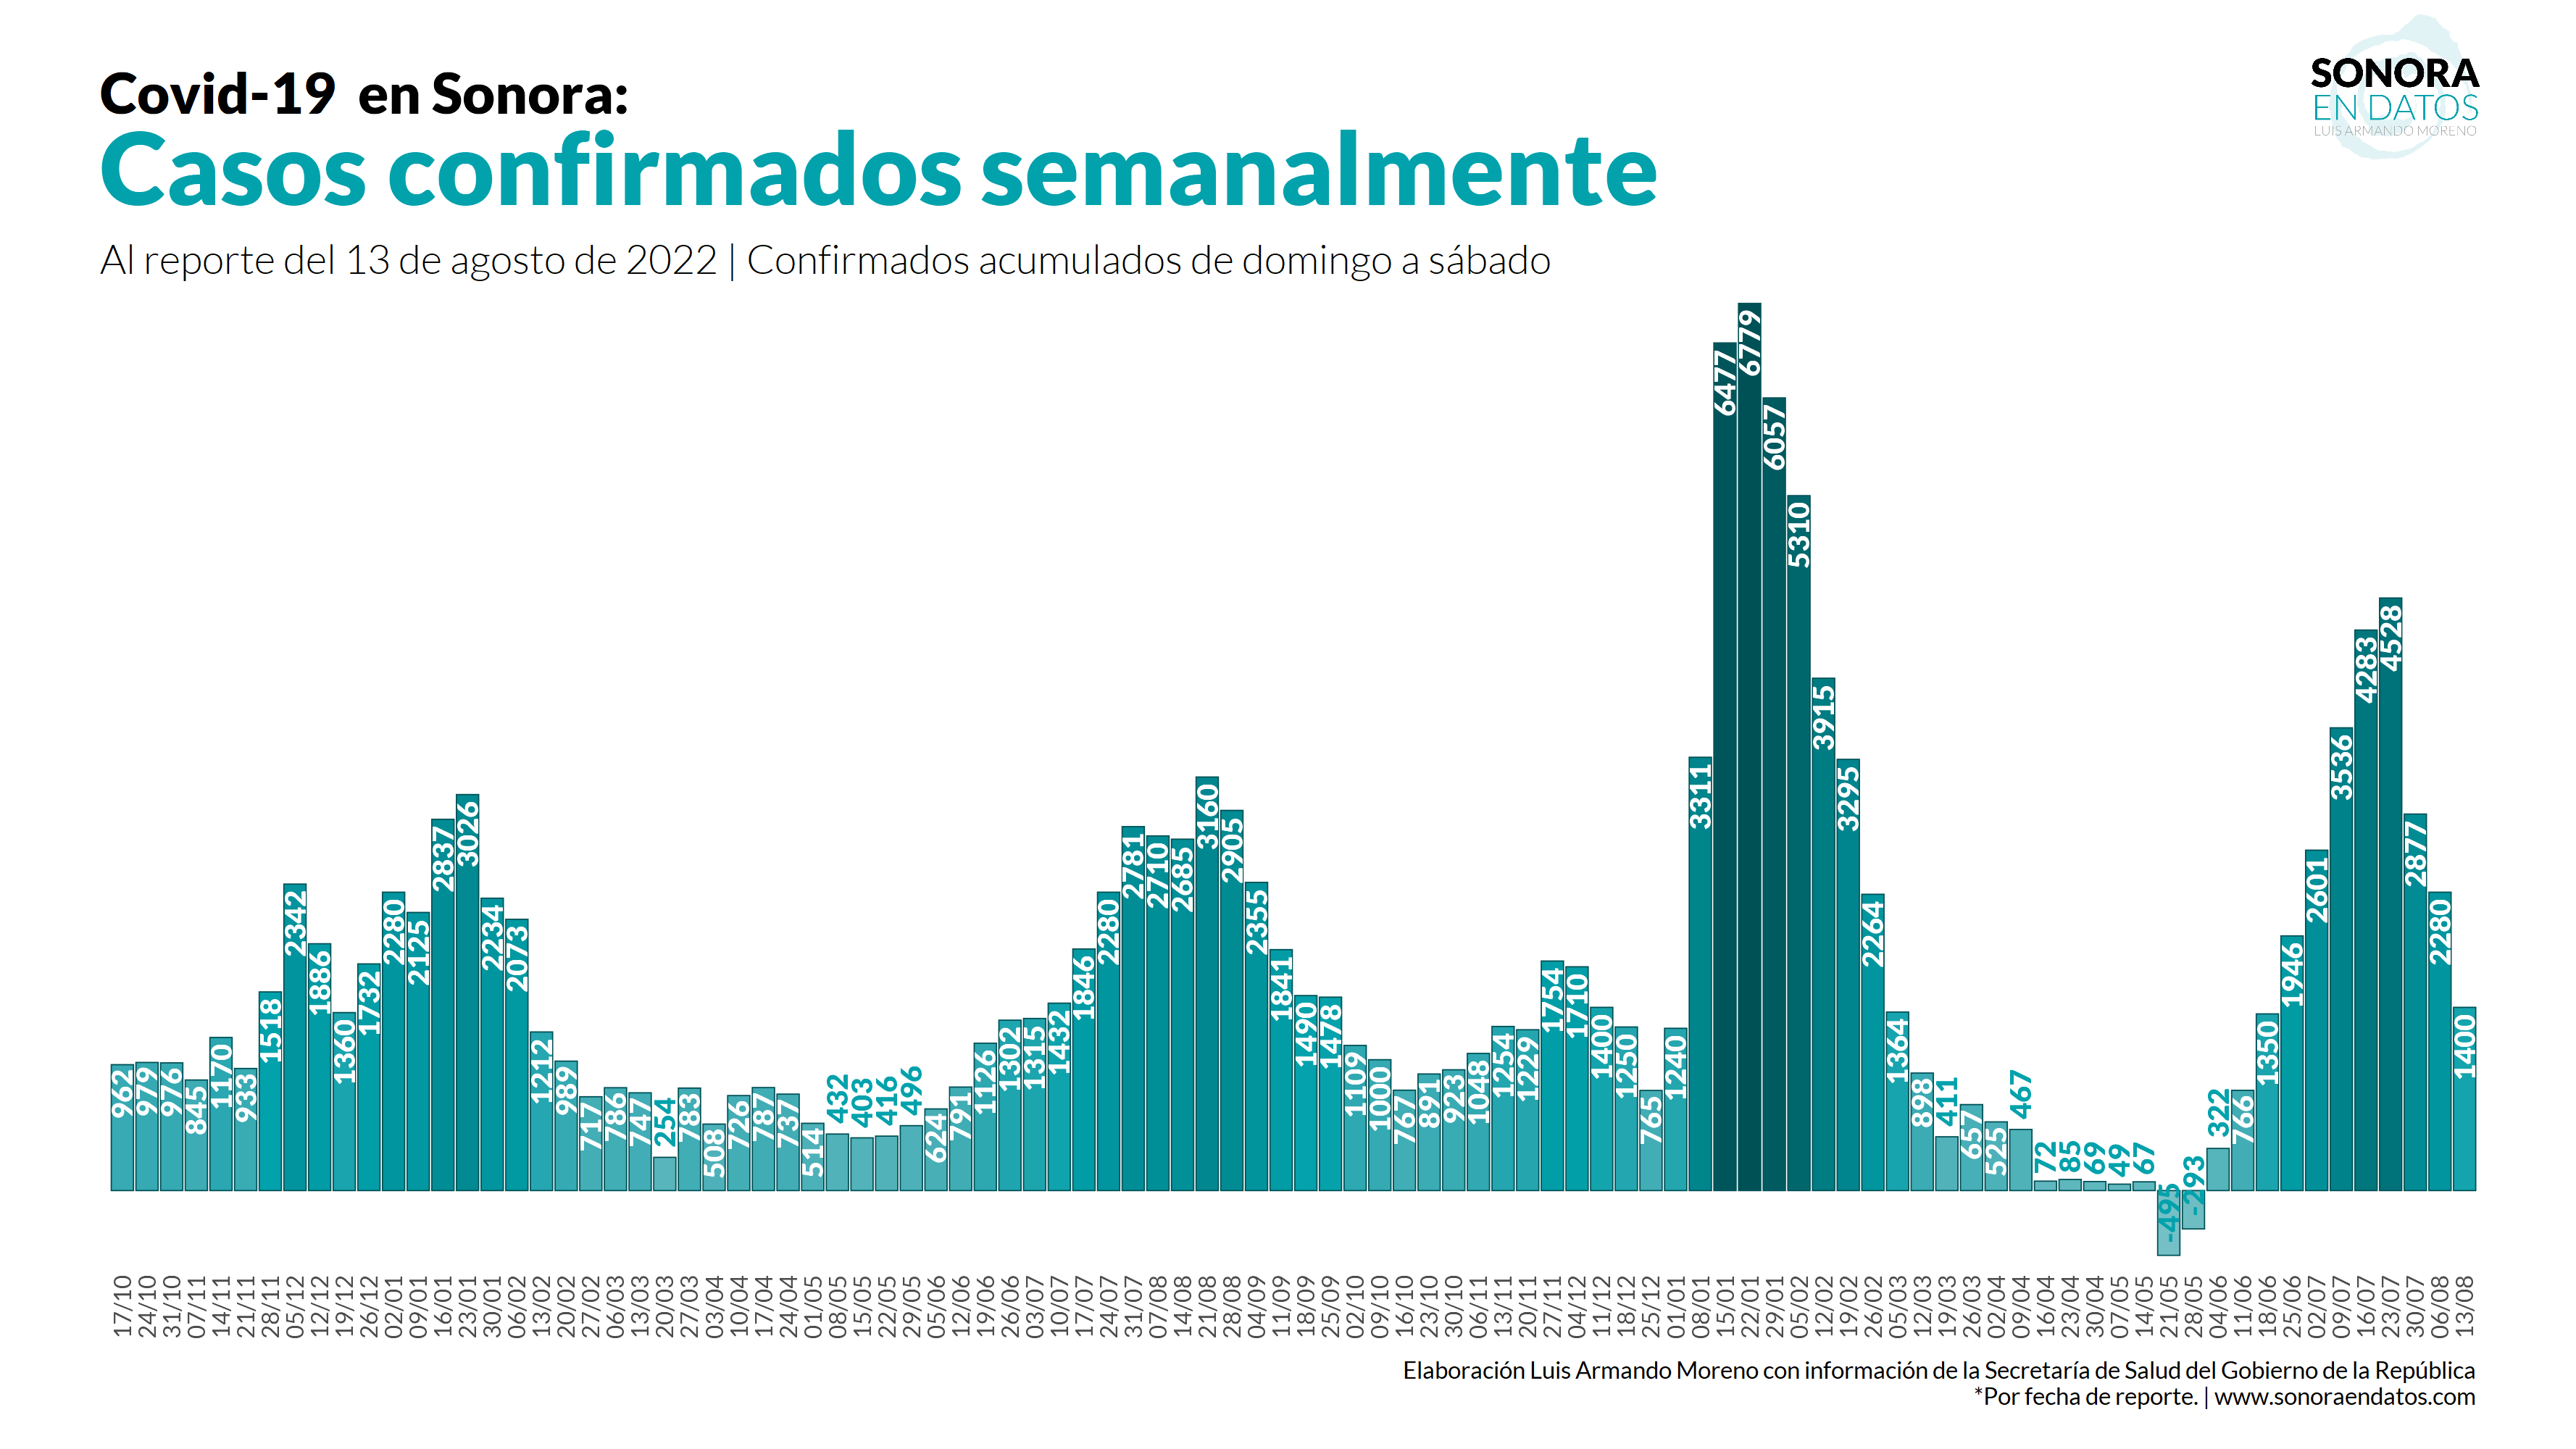 Covid-19 en Sonora:
Casos confirmados semanalmente
Al reporte del 13 de agosto de 2022 | Confirmados acumulados de domingo a sábado
SONORA
EN DATOS
LUIS ARMANDO MORENO
962 979 976 845 1170 933 1518 2342 1886 1360 1732 2280 2125 2837 3026 2234 2073 1212 989 717 786 747 254 783 508 726 787 737 514 432 403 416 496 624 791 1126 1302 1315 1432 1846 2280 2781 2710 2685 3160 2905 2355 1841 1490 1478 1109 1000 767 891 923 1048 1254 1229 1754 1710 1400 1250 765 1240 3311 6477 6779 6057 5310 3915 3295 2264 1364 898 411 657 525 467 72 85 69 49 67 -495 -293 322 766 1350 1946 2601 3536 4283 4528 2877 2280 1400
17/10 24/10 31/10 07/11 14/11 21/11 28/11 05/12 12/12 19/12 26/12 02/01 09/01 16/01 23/01 30/01 06/02 13/02 20/02 27/02 06/03 13/03 20/03 27/03 03/04 10/04 17/04 24/04 01/05 08/05 15/05 22/05 29/05 05/06 12/06 19/06 26/06 03/07 10/07 17/07 24/07 31/07 07/08 14/08 21/08 28/08 04/09 11/09 18/09 25/09 02/10 09/10 16/10 23/10 30/10 06/11 13/11 20/11 27/11 04/12 11/12 18/12 25/12 01/01 08/01 15/01 22/01 29/01 05/02 12/02 19/02 26/02 05/03 12/03 19/03 26/03 02/04 09/04 16/04 23/04 30/04 07/05 14/05 21/05 28/05 04/06 11/06 18/06 25/06 02/07 09/07 16/07 23/07 30/07 06/08 13/08
Elaboración Luis Armando Moreno con información de la Secretaría de Salud del Gobierno de la República
*Por fecha de reporte. | www.sonoraendatos.com